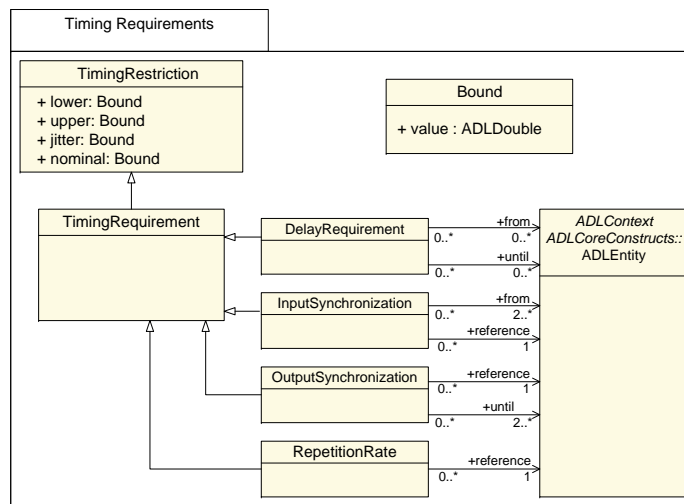 Timing Requirements
TimingRestriction
+ lower: Bound
+ upper: Bound
+ jitter: Bound
+ nominal: Bound
Bound
+ value : ADLDouble
TimingRequirement
DelayRequirement
+from
0..* 0..*
+until
0..* 0..*
ADLContext
ADLCoreConstructs::
ADLEntity
InputSynchronization
+from
0..* 2..*
+reference
0..* 1
OutputSynchronization
+reference
0..* 1
+until
0..* 2..*
RepetitionRate
+reference
0..* 1